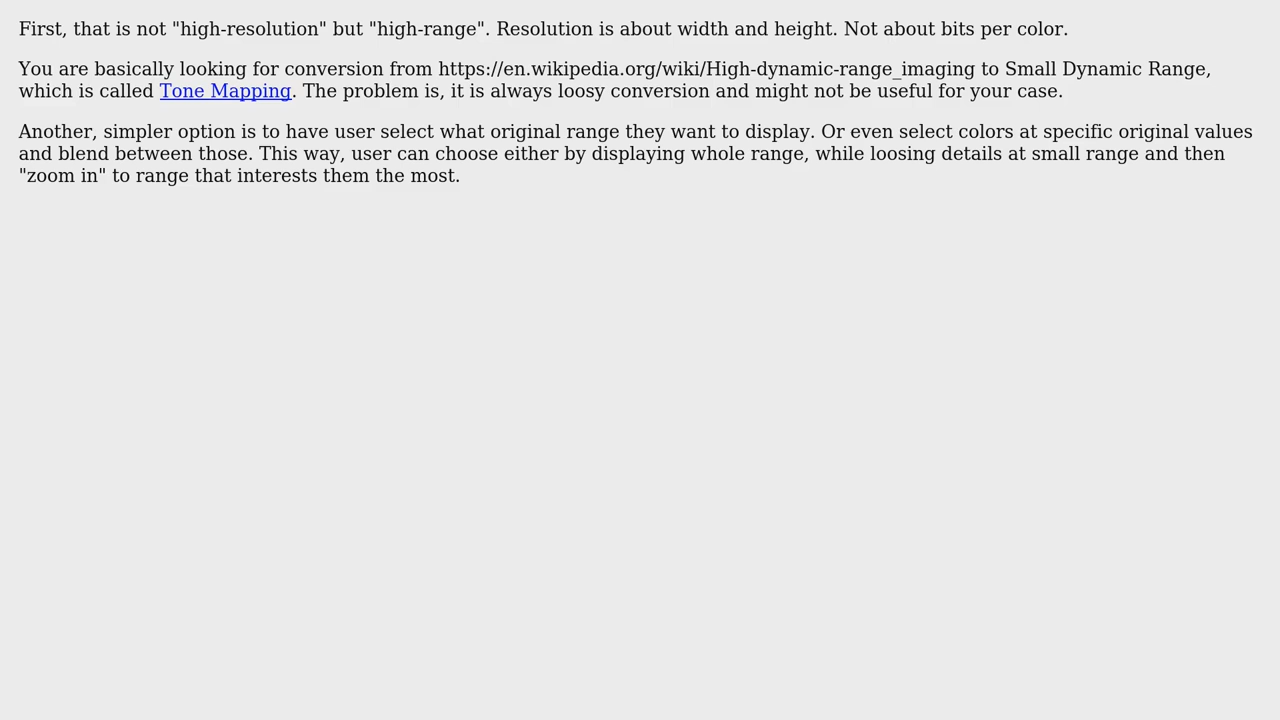 First, that is not "high-resolution" but "high-range". Resolution is about width and height. Not about bits per color.
You are basically looking for conversion from https://en.wikipedia.org/wiki/High-dynamic-range_imaging to Small Dynamic Range,
which is called Tone Mapping. The problem is, it is always loosy conversion and might not be useful for your case.
Another, simpler option is to have user select what original range they want to display. Or even select colors at specific original values
and blend between those. This way, user can choose either by displaying whole range, while loosing details at small range and then
"zoom in" to range that interests them the most.